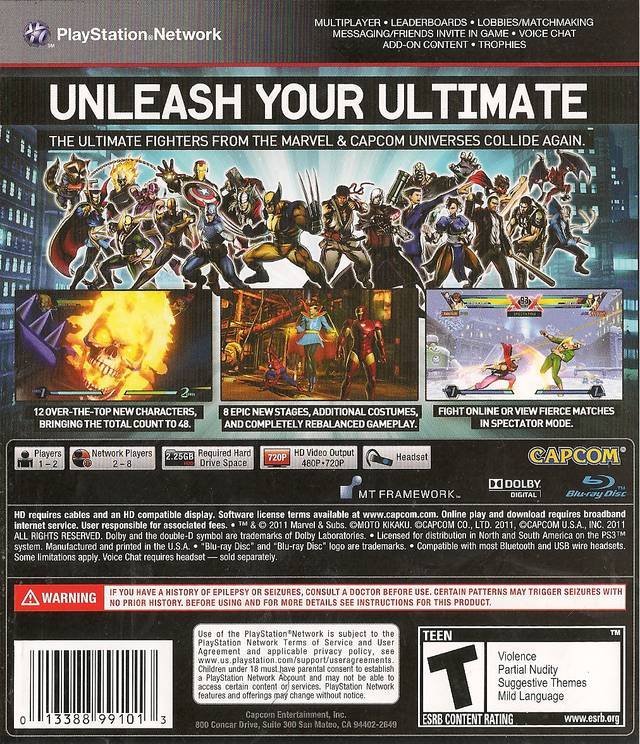 PlayStation®Network
SM
MULTIPLAYER • LEADERBOARDS • LOBBIES/MATCHMAKING
MESSAGING/FRIENDS INVITE IN GAME • VOICE CHAT
ADD-ON CONTENT • TROPHIES
UNLEASH YOUR ULTIMATE
THE ULTIMATE FIGHTERS FROM THE MARVEL & CAPCOM UNIVERSES COLLIDE AGAIN.
12 OVER-THE-TOP NEW CHARACTERS,
BRINGING THE TOTAL COUNT TO 48.
8 EPIC NEW STAGES, ADDITIONAL COSTUMES,
AND COMPLETELY REBALANCED GAMEPLAY.
FIGHT ONLINE OR VIEW FIERCE MATCHES
IN SPECTATOR MODE.
Players
1 - 2
Network Players
2 - 8
2.25GB
Required Hard
Drive Space
720P
HD Video Output
480P•720P
Headset
CAPCOM®
MT FRAMEWORK™
DOLBY
DIGITAL
Blu-ray Disc™
HD requires cables and an HD compatible display. Software license terms available at www.capcom.com. Online play and download requires broadband
internet service. User responsible for associated fees. • ™ & © 2011 Marvel & Subs. ©MOTO KIKAKU. ©CAPCOM CO., LTD. 2011, ©CAPCOM U.S.A., INC. 2011
ALL RIGHTS RESERVED. Dolby and the double-D symbol are trademarks of Dolby Laboratories. • Licensed for distribution in North and South America on the PS3™
system. Manufactured and printed in the U.S.A. • "Blu-ray Disc" and "Blu-ray Disc" logo are trademarks. • Compatible with most Bluetooth and USB wire headsets.
Some limitations apply. Voice Chat requires headset — sold separately.
WARNING
IF YOU HAVE A HISTORY OF EPILEPSY OR SEIZURES, CONSULT A DOCTOR BEFORE USE. CERTAIN PATTERNS MAY TRIGGER SEIZURES WITH
NO PRIOR HISTORY. BEFORE USING AND FOR MORE DETAILS SEE INSTRUCTIONS FOR THIS PRODUCT.
0 13388 99101 3
Use of the PlayStation®Network is subject to the
PlayStation Network Terms of Service and User
Agreement and applicable privacy policy, see
www.us.playstation.com/support/useragreements.
Children under 18 must have parental consent to establish
a PlayStation Network Account and may not be able to
access certain content or services. PlayStation Network
features and offerings may change without notice.
Capcom Entertainment, Inc.
800 Concar Drive, Suite 300 San Mateo, CA 94402-2649
TEEN
TM
T
Violence
Partial Nudity
Suggestive Themes
Mild Language
ESRB CONTENT RATING
www.esrb.org